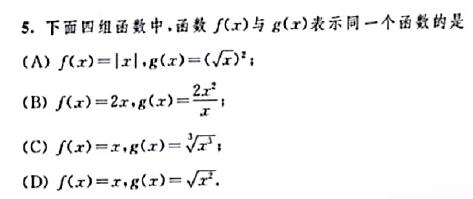 5. 下面四组函数中,函数 f(x)与 g(x)表示同一个函数的是
(A) f(x)=|x|,g(x)=(√x)²;
(B) f(x)=2x,g(x)=2x²/x;
(C) f(x)=x,g(x)=∛x³;
(D) f(x)=x,g(x)=√x².